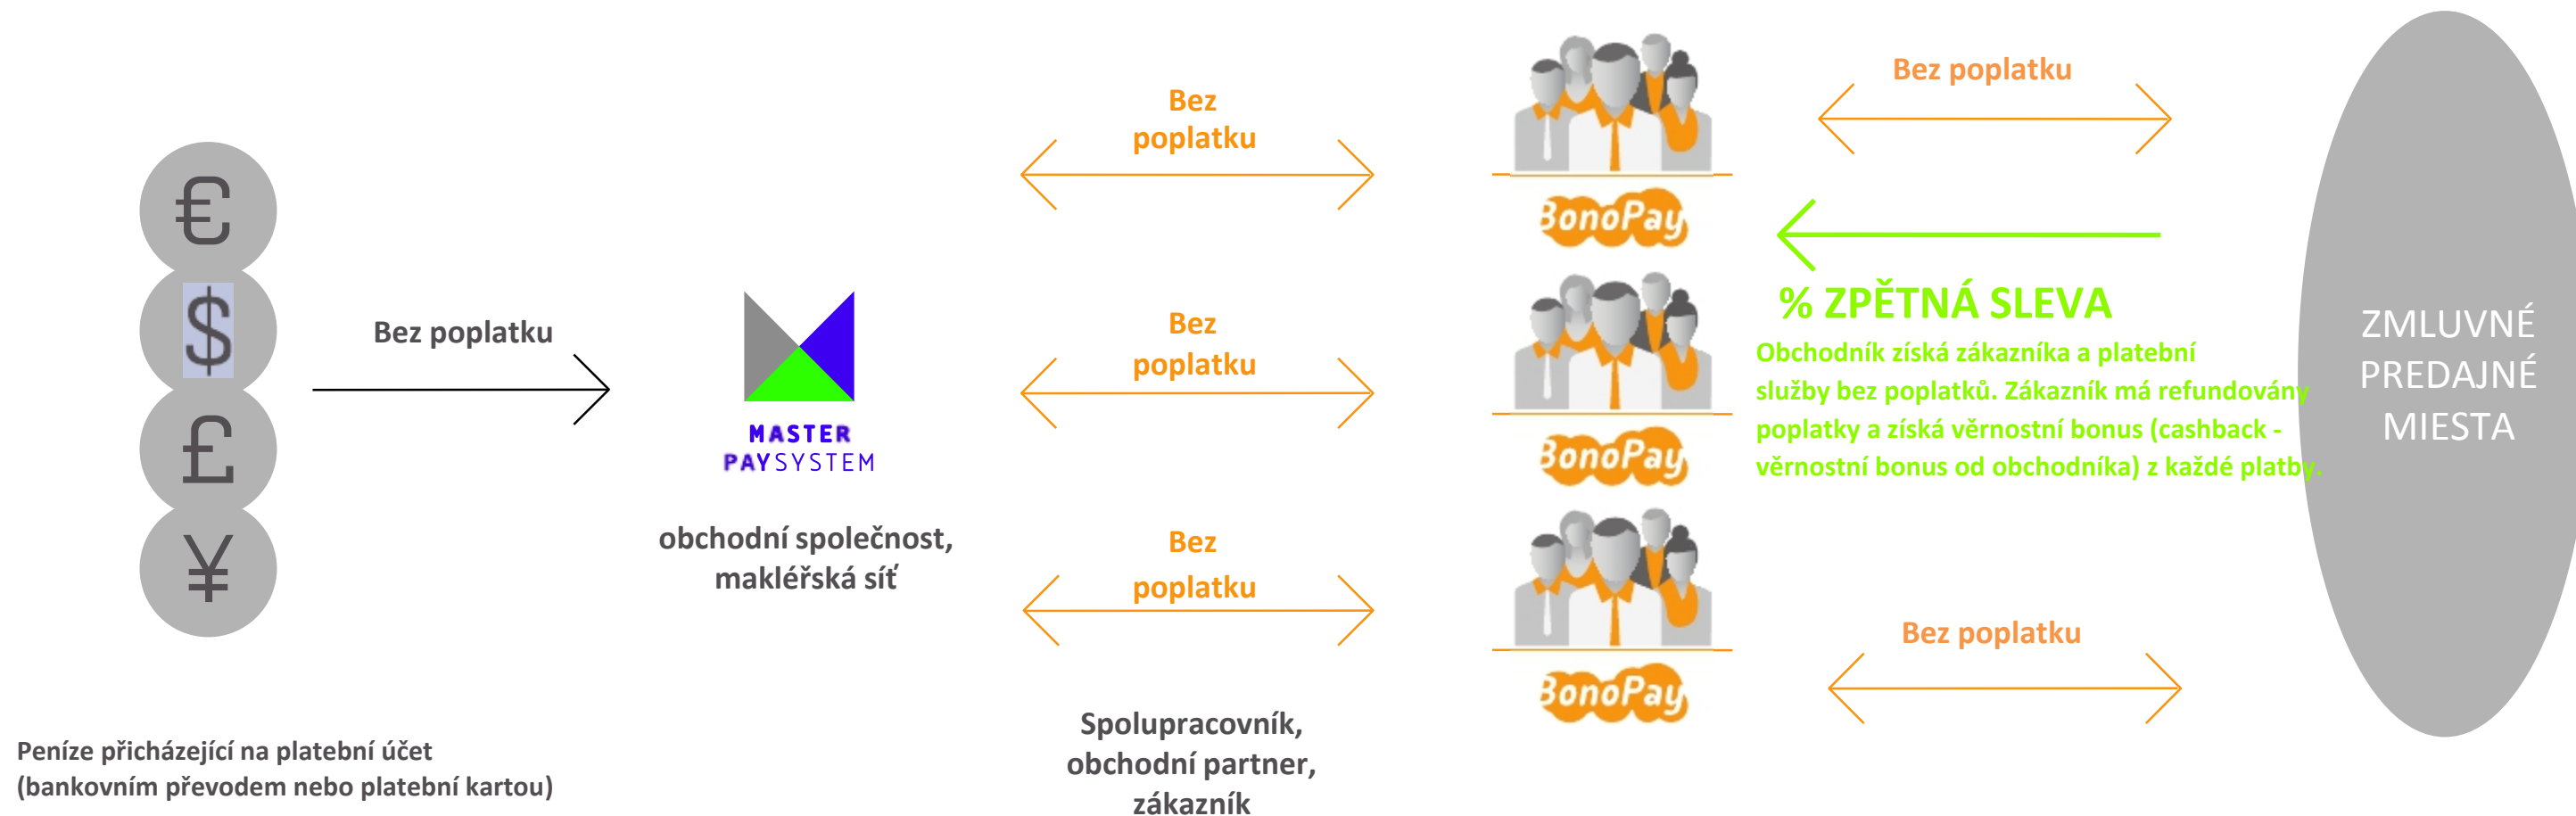 €
$
£
¥
Peníze přicházející na platební účet
(bankovním převodem nebo platební kartou)
Bez poplatku
MASTER
PAYSYSTEM
obchodní společnost,
makléřská síť
Bez
poplatku
Bez
poplatku
Bez
poplatku
Spolupracovník,
obchodní partner,
zákazník
BonoPay
BonoPay
BonoPay
Bez poplatku
% ZPĚTNÁ SLEVA
Obchodník získá zákazníka a platební
služby bez poplatků. Zákazník má refundovány
poplatky a získá věrnostní bonus (cashback -
věrnostní bonus od obchodníka) z každé platby.
Bez poplatku
ZMLUVNÉ
PREDAJNÉ
MIESTA